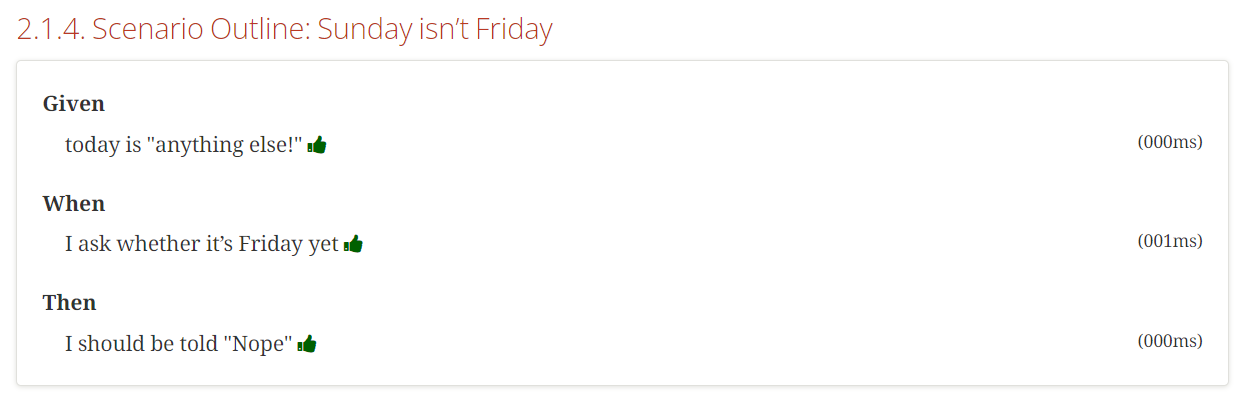 2.1.4. Scenario Outline: Sunday isn’t Friday
Given
today is "anything else!" (000ms)
When
I ask whether it’s Friday yet (001ms)
Then
I should be told "Nope" (000ms)